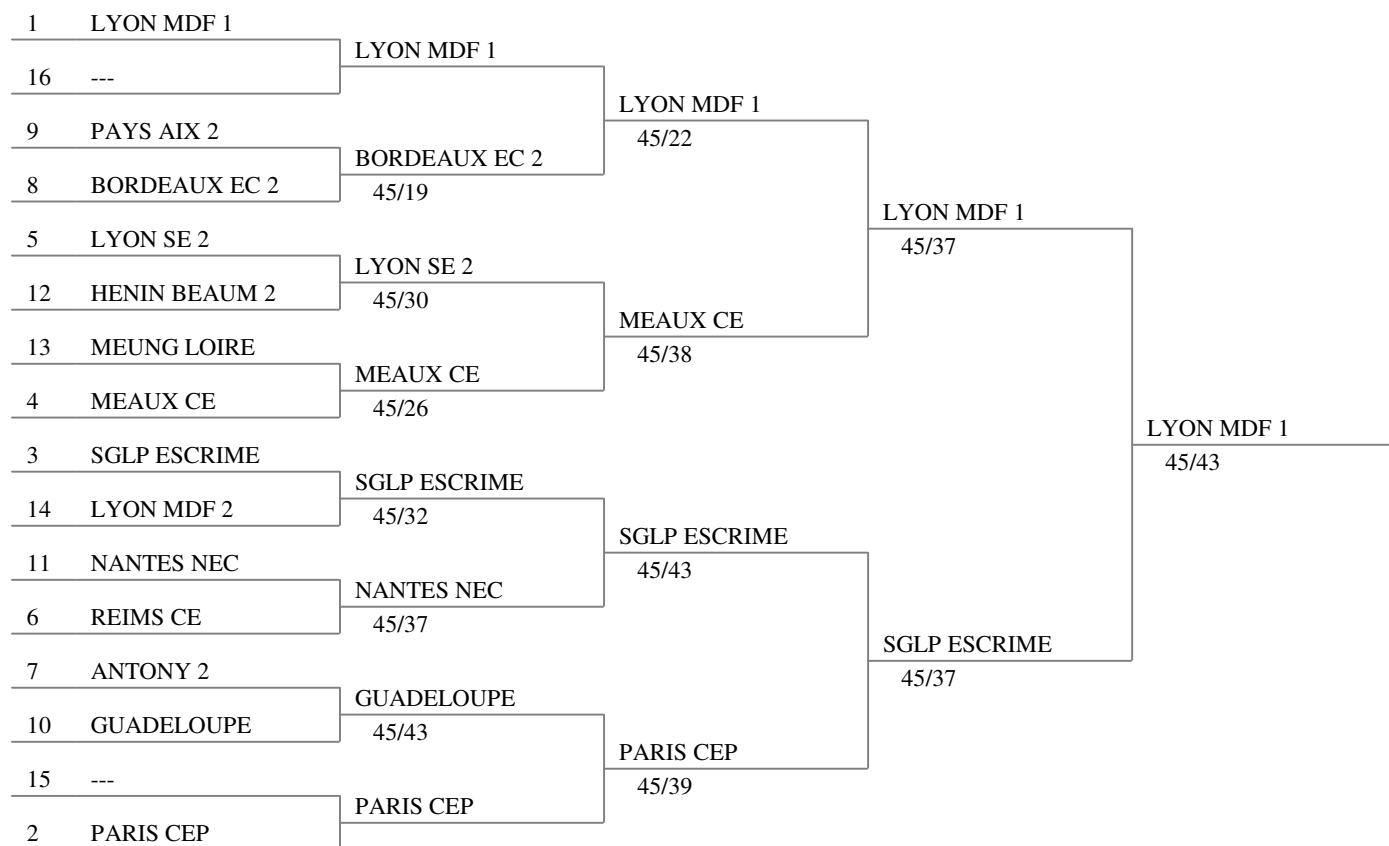 1 LYON MDF 1
LYON MDF 1
16 ---
LYON MDF 1
9 PAYS AIX 2
45/22
BORDEAUX EC 2
8 BORDEAUX EC 2
45/19
LYON MDF 1
5 LYON SE 2
45/37
LYON SE 2
12 HENIN BEAUM 2
45/30
MEAUX CE
13 MEUNG LOIRE
45/38
MEAUX CE
4 MEAUX CE
45/26
LYON MDF 1
3 SGLP ESCRIME
45/43
SGLP ESCRIME
14 LYON MDF 2
45/32
SGLP ESCRIME
11 NANTES NEC
45/43
NANTES NEC
6 REIMS CE
45/37
SGLP ESCRIME
7 ANTONY 2
45/37
GUADELOUPE
10 GUADELOUPE
45/43
PARIS CEP
15 ---
45/39
PARIS CEP
2 PARIS CEP